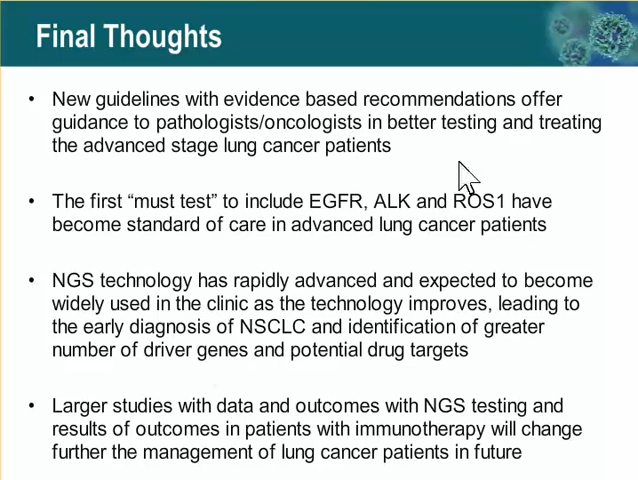 Final Thoughts
• New guidelines with evidence based recommendations offer
guidance to pathologists/oncologists in better testing and treating
the advanced stage lung cancer patients
• The first “must test” to include EGFR, ALK and ROS1 have
become standard of care in advanced lung cancer patients
• NGS technology has rapidly advanced and expected to become
widely used in the clinic as the technology improves, leading to
the early diagnosis of NSCLC and identification of greater
number of driver genes and potential drug targets
• Larger studies with data and outcomes with NGS testing and
results of outcomes in patients with immunotherapy will change
further the management of lung cancer patients in future